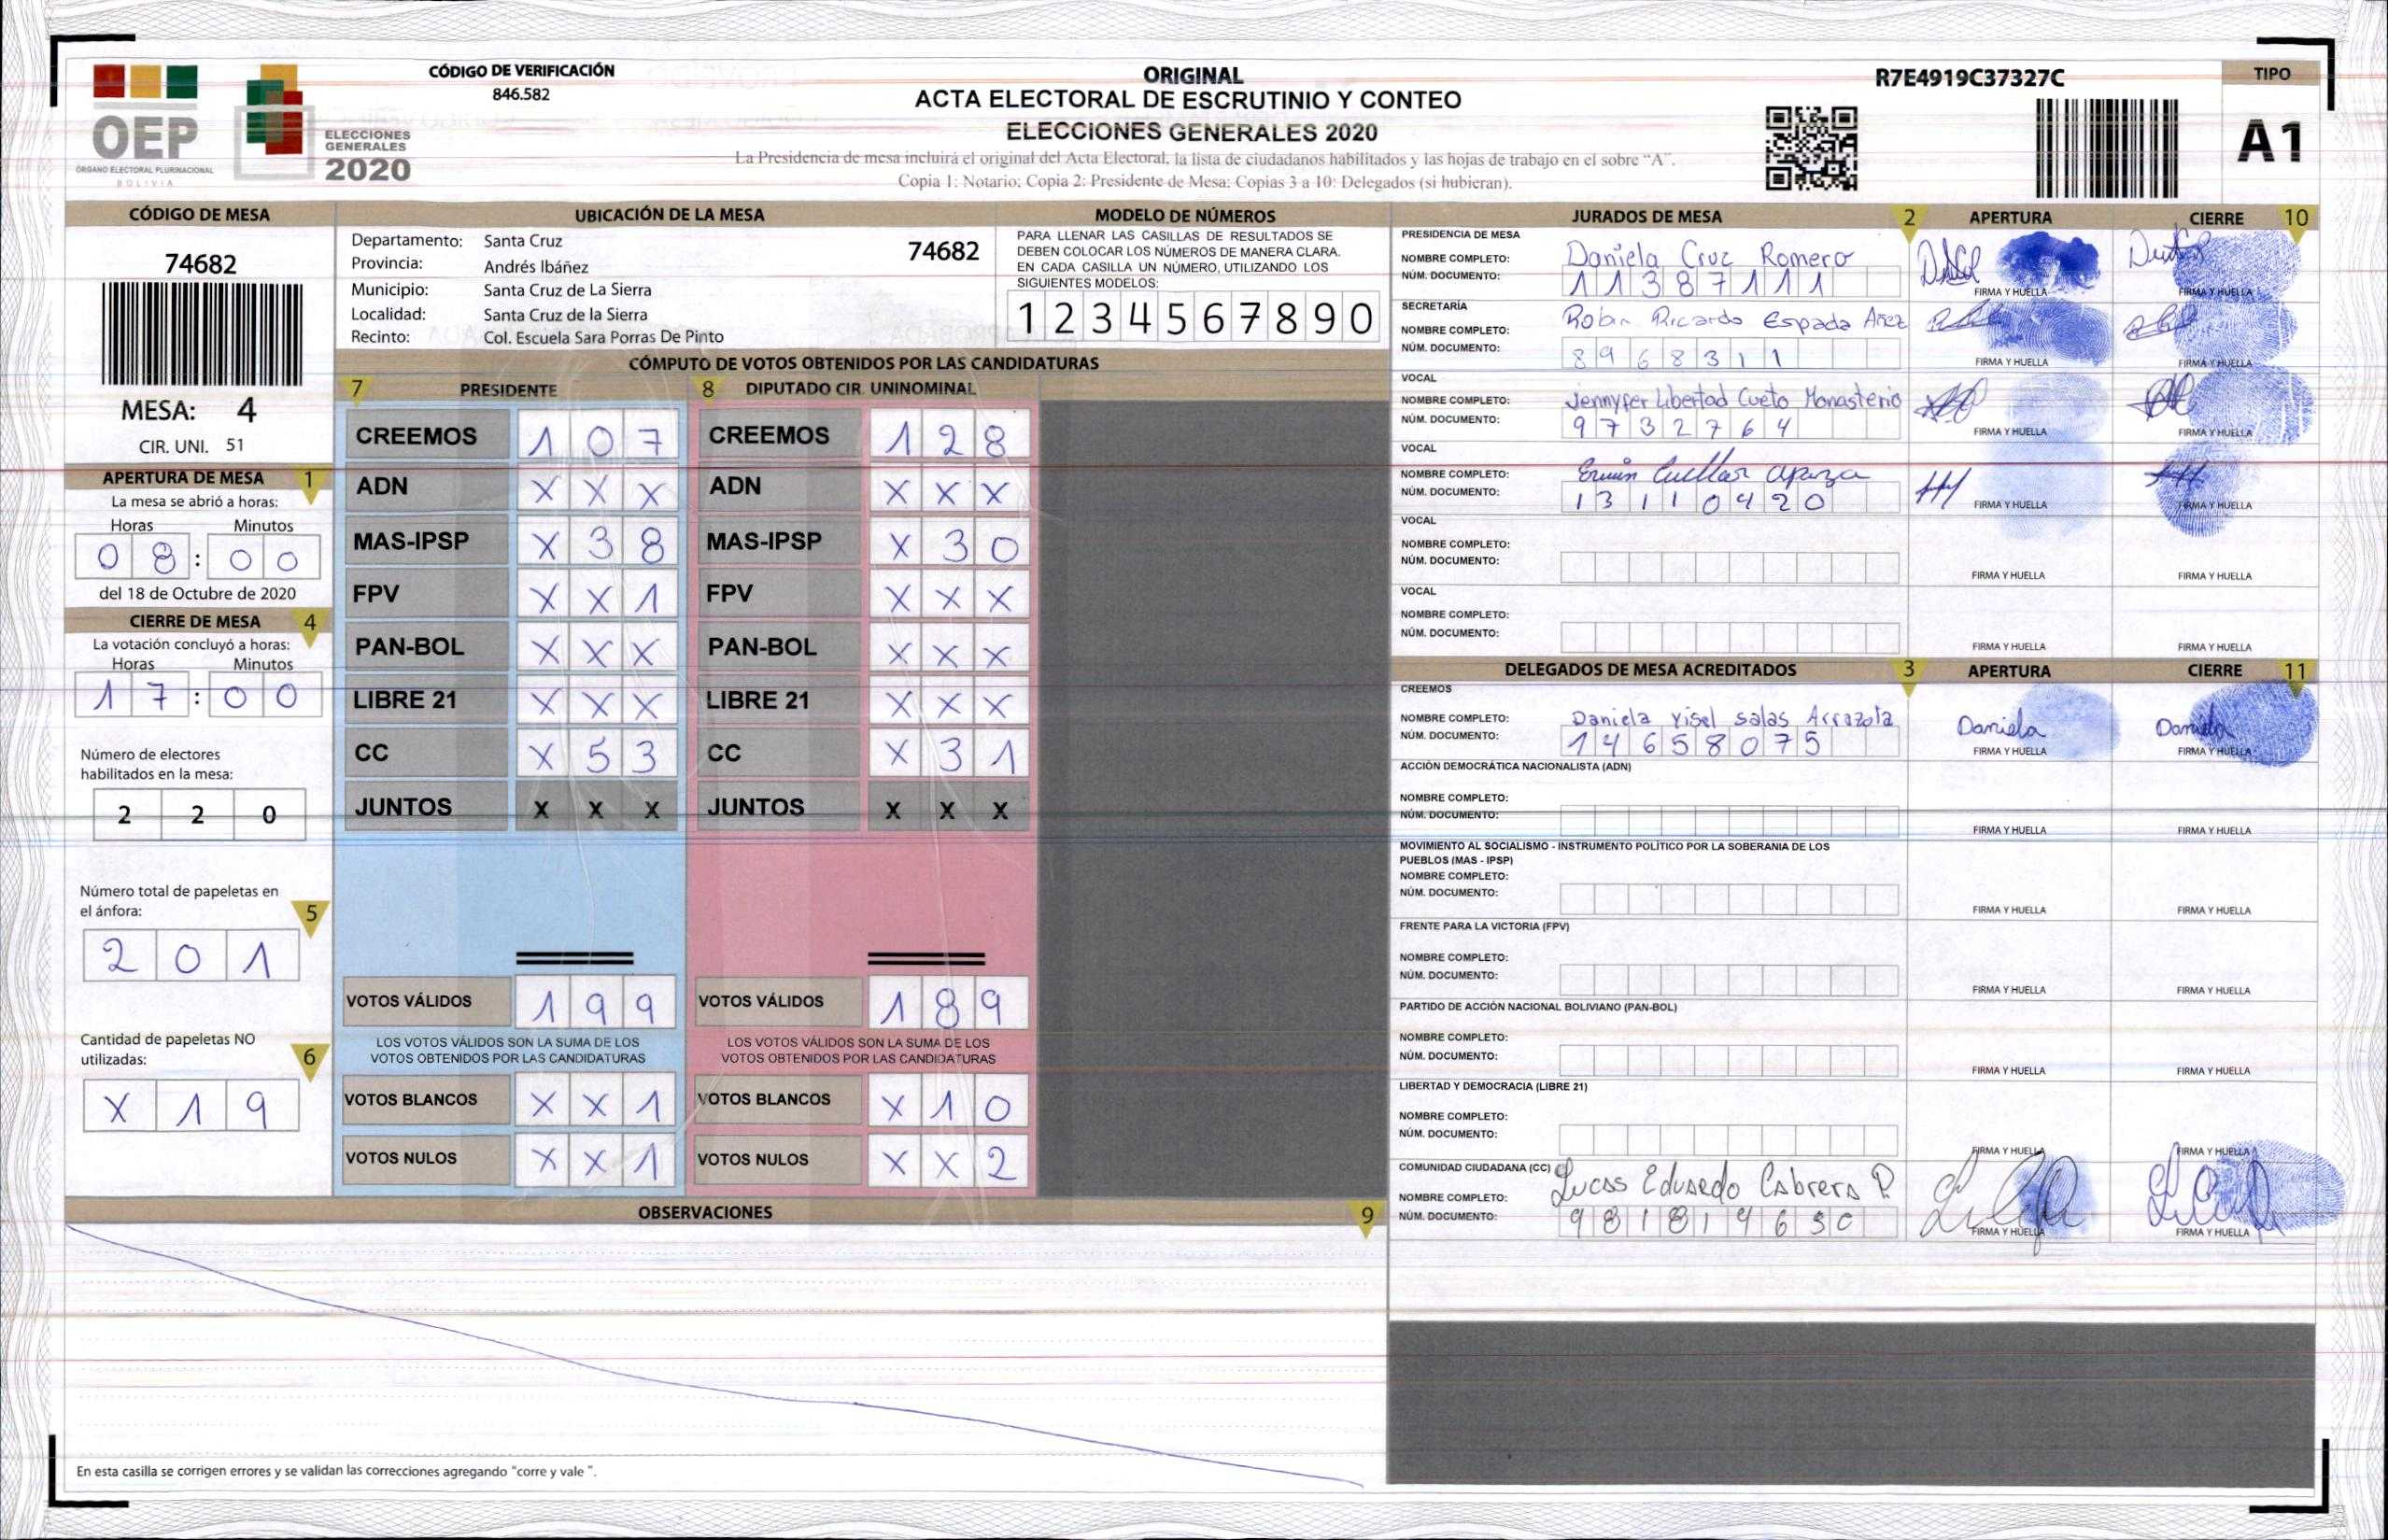 OEP
ÓRGANO ELECTORAL PLURINACIONAL
BOLIVIA
ELECCIONES
GENERALES
2020
CÓDIGO DE VERIFICACIÓN
846.582
ORIGINAL
ACTA ELECTORAL DE ESCRUTINIO Y CONTEO
ELECCIONES GENERALES 2020
La Presidencia de mesa incluirá el original del Acta Electoral, la lista de ciudadanos habilitados y las hojas de trabajo en el sobre “A”.
Copia 1: Notario; Copia 2: Presidente de Mesa; Copias 3 a 10: Delegados (si hubieran).
R7E4919C37327C
TIPO
A1
CÓDIGO DE MESA
74682
MESA: 4
CIR. UNI. 51
APERTURA DE MESA 1
La mesa se abrió a horas:
Horas Minutos
0 8 : 0 0
del 18 de Octubre de 2020
CIERRE DE MESA 4
La votación concluyó a horas:
Horas Minutos
1 7 : 0 0
Número de electores
habilitados en la mesa:
2 2 0
Número total de papeletas en
el ánfora: 5
2 0 1
Cantidad de papeletas NO
utilizadas: 6
X 1 9
UBICACIÓN DE LA MESA
Departamento: Santa Cruz 74682
Provincia: Andrés Ibáñez
Municipio: Santa Cruz de La Sierra
Localidad: Santa Cruz de la Sierra
Recinto: Col. Escuela Sara Porras De Pinto
MODELO DE NÚMEROS
PARA LLENAR LAS CASILLAS DE RESULTADOS SE
DEBEN COLOCAR LOS NÚMEROS DE MANERA CLARA.
EN CADA CASILLA UN NÚMERO, UTILIZANDO LOS
SIGUIENTES MODELOS:
1 2 3 4 5 6 7 8 9 0
CÓMPUTO DE VOTOS OBTENIDOS POR LAS CANDIDATURAS
7 PRESIDENTE
CREEMOS 1 0 7
ADN X X X
MAS-IPSP X 3 8
FPV X X 1
PAN-BOL X X X
LIBRE 21 X X X
CC X 5 3
JUNTOS X X X
VOTOS VÁLIDOS 1 9 9
LOS VOTOS VÁLIDOS SON LA SUMA DE LOS
VOTOS OBTENIDOS POR LAS CANDIDATURAS
VOTOS BLANCOS X X 1
VOTOS NULOS X X 1
8 DIPUTADO CIR. UNINOMINAL
CREEMOS 1 2 8
ADN X X X
MAS-IPSP X 3 0
FPV X X X
PAN-BOL X X X
LIBRE 21 X X X
CC X 3 1
JUNTOS X X X
VOTOS VÁLIDOS 1 8 9
LOS VOTOS VÁLIDOS SON LA SUMA DE LOS
VOTOS OBTENIDOS POR LAS CANDIDATURAS
VOTOS BLANCOS X 1 0
VOTOS NULOS X X 2
OBSERVACIONES 9
En esta casilla se corrigen errores y se validan las correcciones agregando "corre y vale ".
JURADOS DE MESA 2 APERTURA CIERRE 10
PRESIDENCIA DE MESA
NOMBRE COMPLETO: Daniela Cruz Romero
NÚM. DOCUMENTO: 1 1 3 8 7 1 1 1
FIRMA Y HUELLA FIRMA Y HUELLA
SECRETARÍA
NOMBRE COMPLETO: Robin Ricardo Espada Añez
NÚM. DOCUMENTO: 8 9 6 8 3 1 1
FIRMA Y HUELLA FIRMA Y HUELLA
VOCAL
NOMBRE COMPLETO: Jennyfer Libertad Cueto Monasterio
NÚM. DOCUMENTO: 9 7 3 2 7 6 4
FIRMA Y HUELLA FIRMA Y HUELLA
VOCAL
NOMBRE COMPLETO: Erwin Cuellar Apaza
NÚM. DOCUMENTO: 1 3 1 1 0 4 2 0
FIRMA Y HUELLA FIRMA Y HUELLA
VOCAL
NOMBRE COMPLETO:
NÚM. DOCUMENTO:
FIRMA Y HUELLA FIRMA Y HUELLA
VOCAL
NOMBRE COMPLETO:
NÚM. DOCUMENTO:
FIRMA Y HUELLA FIRMA Y HUELLA
DELEGADOS DE MESA ACREDITADOS 3 APERTURA CIERRE 11
CREEMOS
NOMBRE COMPLETO: Daniela Yisel Salas Arrazola Daniela Daniela
NÚM. DOCUMENTO: 1 4 6 5 8 0 7 5
FIRMA Y HUELLA FIRMA Y HUELLA
ACCIÓN DEMOCRÁTICA NACIONALISTA (ADN)
NOMBRE COMPLETO:
NÚM. DOCUMENTO:
FIRMA Y HUELLA FIRMA Y HUELLA
MOVIMIENTO AL SOCIALISMO - INSTRUMENTO POLÍTICO POR LA SOBERANIA DE LOS
PUEBLOS (MAS - IPSP)
NOMBRE COMPLETO:
NÚM. DOCUMENTO:
FIRMA Y HUELLA FIRMA Y HUELLA
FRENTE PARA LA VICTORIA (FPV)
NOMBRE COMPLETO:
NÚM. DOCUMENTO:
FIRMA Y HUELLA FIRMA Y HUELLA
PARTIDO DE ACCIÓN NACIONAL BOLIVIANO (PAN-BOL)
NOMBRE COMPLETO:
NÚM. DOCUMENTO:
FIRMA Y HUELLA FIRMA Y HUELLA
LIBERTAD Y DEMOCRACIA (LIBRE 21)
NOMBRE COMPLETO:
NÚM. DOCUMENTO:
FIRMA Y HUELLA FIRMA Y HUELLA
COMUNIDAD CIUDADANA (CC)
NOMBRE COMPLETO: Lucas Eduardo Cabrera P.
NÚM. DOCUMENTO: 9 8 1 8 1 4 6 S C
FIRMA Y HUELLA FIRMA Y HUELLA